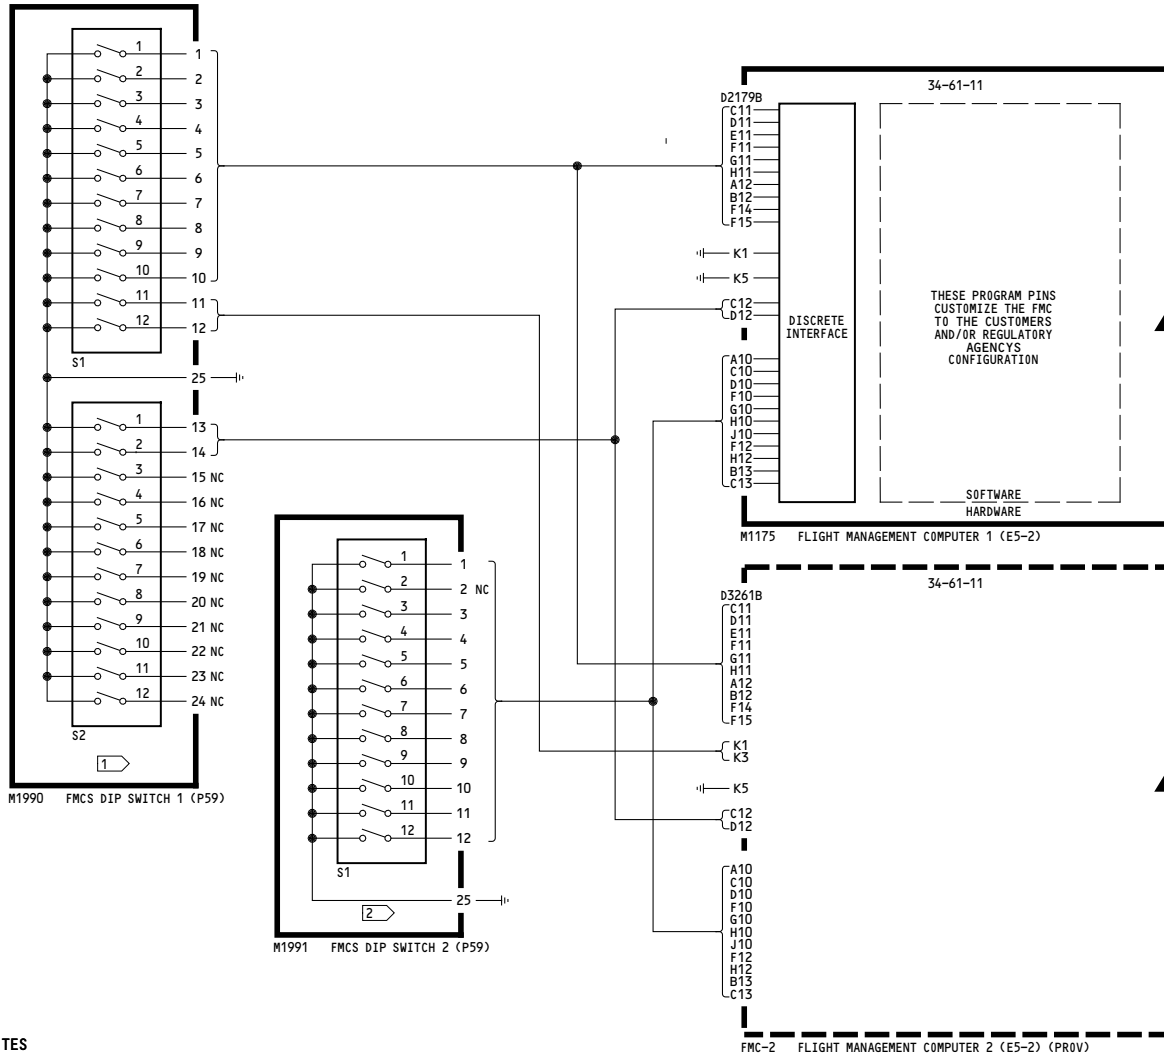 1 1
2 2
3 3
4 4
5 5
6 6
7 7
8 8
9 9
10 10
11 11
12 12
S1
25
1 13
2 14
3 15 NC
4 16 NC
5 17 NC
6 18 NC
7 19 NC
8 20 NC
9 21 NC
10 22 NC
11 23 NC
12 24 NC
S2
1
M1990 FMCS DIP SWITCH 1 (P59)
1 1
2 2 NC
3 3
4 4
5 5
6 6
7 7
8 8
9 9
10 10
11 11
12 12
S1
25
2
M1991 FMCS DIP SWITCH 2 (P59)
34-61-11
D2179B
C11
D11
E11
F11
G11
H11
A12
B12
F14
F15
K1
K5
C12
D12
A10
C10
D10
F10
G10
H10
J10
F12
H12
B13
C13
DISCRETE
INTERFACE
THESE PROGRAM PINS
CUSTOMIZE THE FMC
TO THE CUSTOMERS
AND/OR REGULATORY
AGENCYS
CONFIGURATION
SOFTWARE
HARDWARE
M1175 FLIGHT MANAGEMENT COMPUTER 1 (E5-2)
34-61-11
D3261B
C11
D11
E11
F11
G11
H11
A12
B12
F14
F15
K1
K3
K5
C12
D12
A10
C10
D10
F10
G10
H10
J10
F12
H12
B13
C13
FMC-2 FLIGHT MANAGEMENT COMPUTER 2 (E5-2) (PROV)
TES